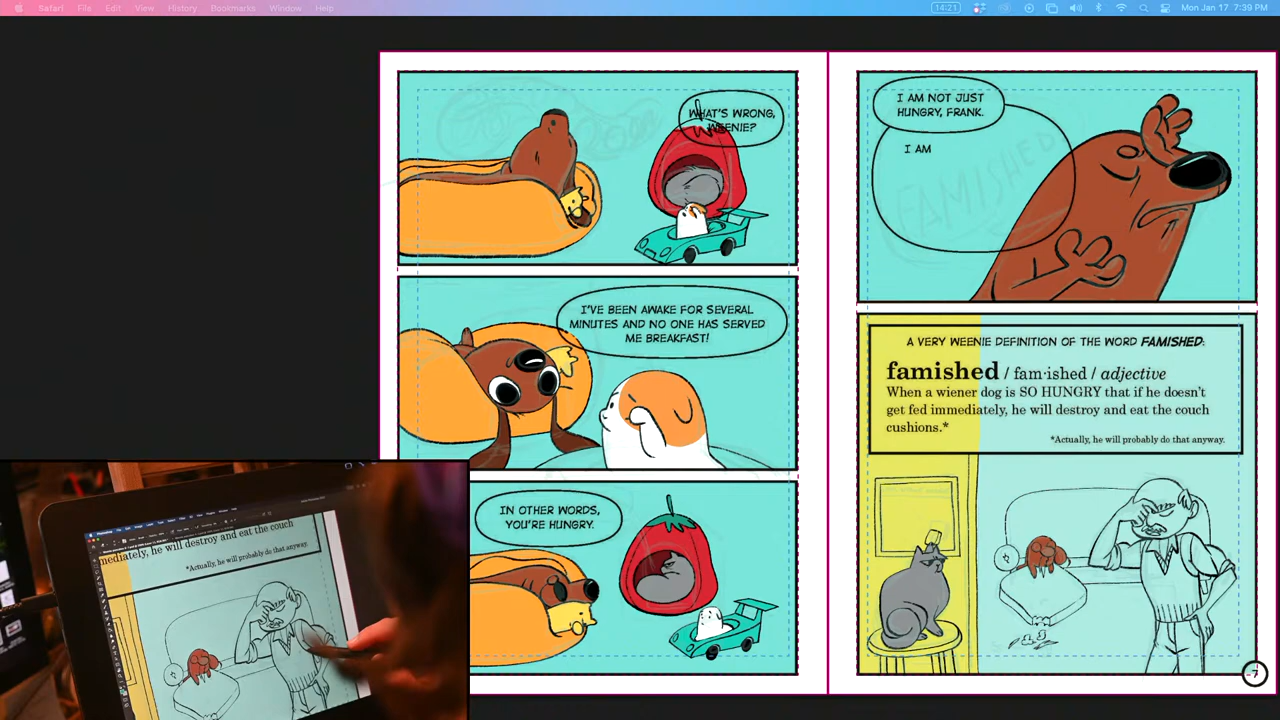 Safari File Edit View History Bookmarks Window Help
14:21
Mon Jan 17 7:39 PM
WHAT'S WRONG,
WEENIE?
I'VE BEEN AWAKE FOR SEVERAL
MINUTES AND NO ONE HAS SERVED
ME BREAKFAST!
IN OTHER WORDS,
YOU'RE HUNGRY.
I AM NOT JUST
HUNGRY, FRANK.
I AM
FAMISHED
A VERY WEENIE DEFINITION OF THE WORD FAMISHED:
famished / fam·ished / adjective
When a wiener dog is SO HUNGRY that if he doesn't
get fed immediately, he will destroy and eat the couch
cushions.*
*Actually, he will probably do that anyway.
7
mediately, he will destroy and eat the couch
*Actually, he will probably do that anyway.